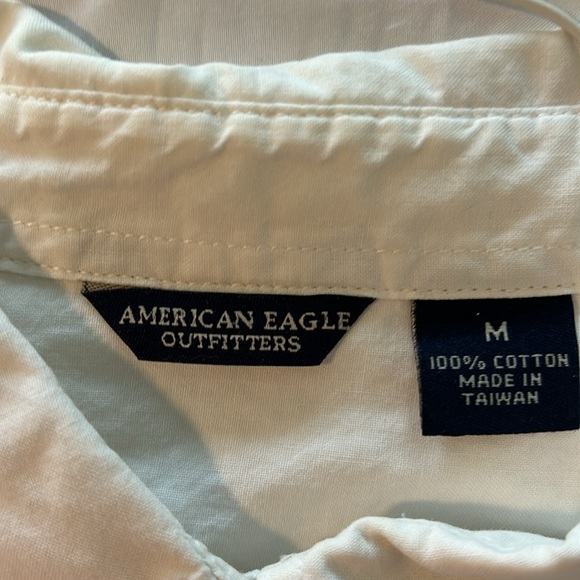 AMERICAN EAGLE
OUTFITTERS
M
100% COTTON
MADE IN
TAIWAN